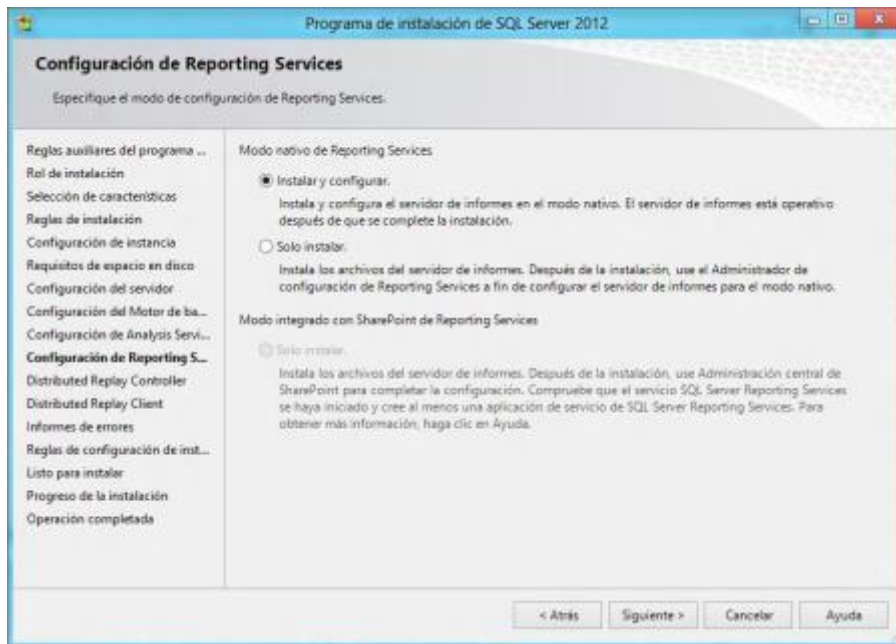 Programa de instalación de SQL Server 2012
Configuración de Reporting Services
Especifique el modo de configuración de Reporting Services.
Reglas auxiliares del programa ...
Rol de instalación
Selección de características
Reglas de instalación
Configuración de instancia
Requisitos de espacio en disco
Configuración del servidor
Configuración del Motor de ba...
Configuración de Analysis Servi...
Configuración de Reporting S...
Distributed Replay Controller
Distributed Replay Client
Informes de errores
Reglas de configuración de inst...
Listo para instalar
Progreso de la instalación
Operación completada
Modo nativo de Reporting Services
Instalar y configurar.
Instala y configura el servidor de informes en el modo nativo. El servidor de informes está operativo
después de que se complete la instalación.
Solo instalar.
Instala los archivos del servidor de informes. Después de la instalación, use el Administrador de
configuración de Reporting Services a fin de configurar el servidor de informes para el modo nativo.
Modo integrado con SharePoint de Reporting Services
Solo instalar.
Instala los archivos del servidor de informes. Después de la instalación, use Administración central de
SharePoint para completar la configuración. Compruebe que el servicio SQL Server Reporting Services
se haya iniciado y cree al menos una aplicación de servicio de SQL Server Reporting Services. Para
obtener más información, haga clic en Ayuda.
< Atrás
Siguiente >
Cancelar
Ayuda